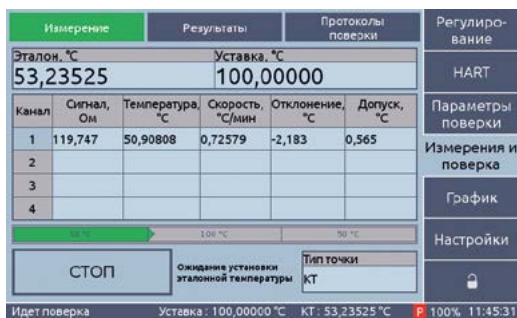 Измерение Результаты Протоколы поверки
Регулиро-
вание
HART
Параметры
поверки
Измерения и
поверка
График
Настройки
Эталон, °C Уставка, °C
53,23525 100,00000
Канал Сигнал, Ом Температура, °C Скорость, °C/мин Отклонение, °C Допуск, °C
1 119,747 50,90808 0,72579 -2,183 0,565
2
3
4
50 °C 100 °C 50 °C
СТОП
Ожидание установки
эталонной температуры
Тип точки
КТ
Идет поверка Уставка : 100,00000 °C КТ : 53,23525 °C P 100% 11:45:31